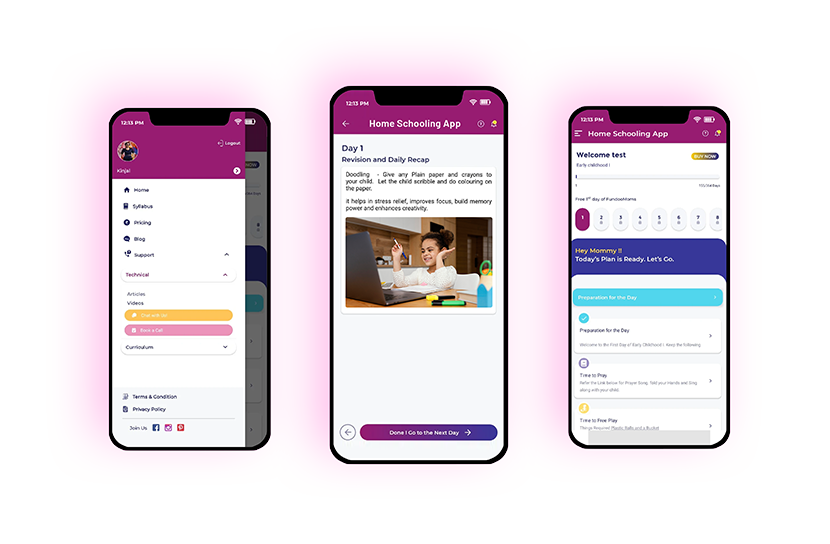 12:13 PM
Logout
Kinjal
Home
Syllabus
Pricing
Blog
Support
Technical
Articles
Videos
Chat with Us!
Book a Call
Curriculum
Terms & Condition
Privacy Policy
Join Us
12:13 PM
Home Schooling App
Day 1
Revision and Daily Recap
Doodling - Give any Plain paper and crayons to
your child. Let the child scribble and do colouring on
the paper.
It helps in stress relief, improves focus, build memory
power and enhances creativity.
Done ! Go to the Next Day
12:13 PM
Home Schooling App
Welcome test
BUY NOW
Early childhood I
1
Free 1st day of FundooMoms
1 2 3 4 5 6 7 8
Hey Mommy !!
Today's Plan is Ready. Let's Go.
Preparation for the Day
Preparation for the Day
Welcome to the First Day of Early Childhood I. Keep the following
Time to Pray
Refer the Link below for Prayer Song. Fold your Hands and Sing
along with your child.
Time to Free Play
Things Required Plastic Balls and a Bucket